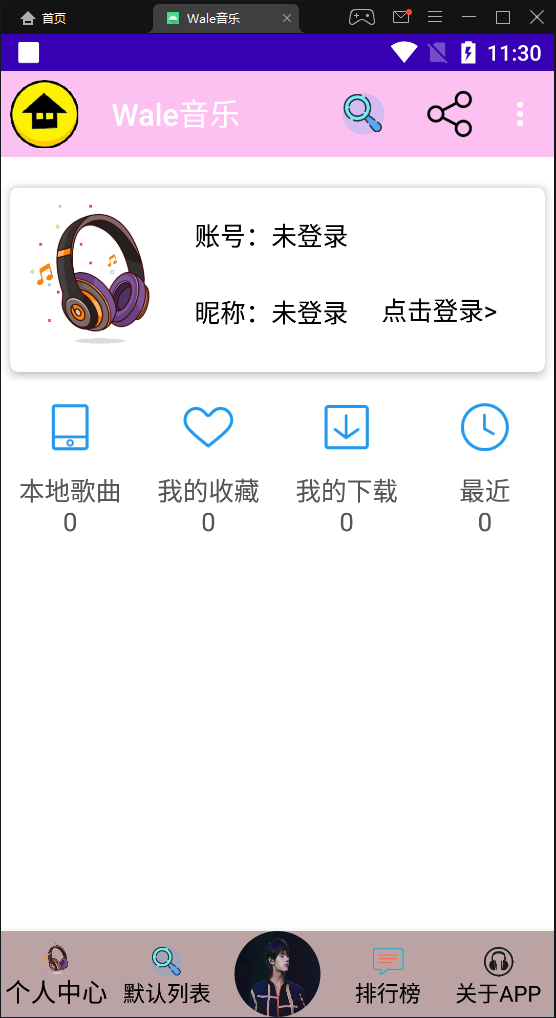 首页
Wale音乐
11:30
Wale音乐
账号：未登录
昵称：未登录
点击登录>
本地歌曲 我的收藏 我的下载 最近
0 0 0 0
个人中心 默认列表 排行榜 关于APP